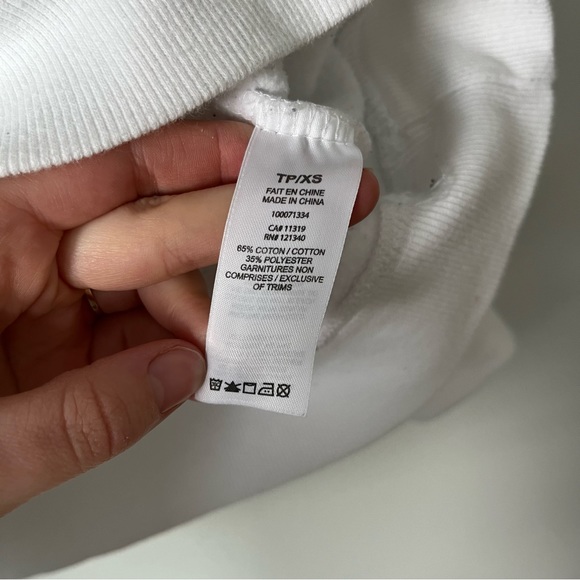 TP/XS
FAIT EN CHINE
MADE IN CHINA
100071334
CA# 11319
RN# 121340
65% COTON / COTTON
35% POLYESTER
GARNITURES NON
COMPRISES / EXCLUSIVE
OF TRIMS